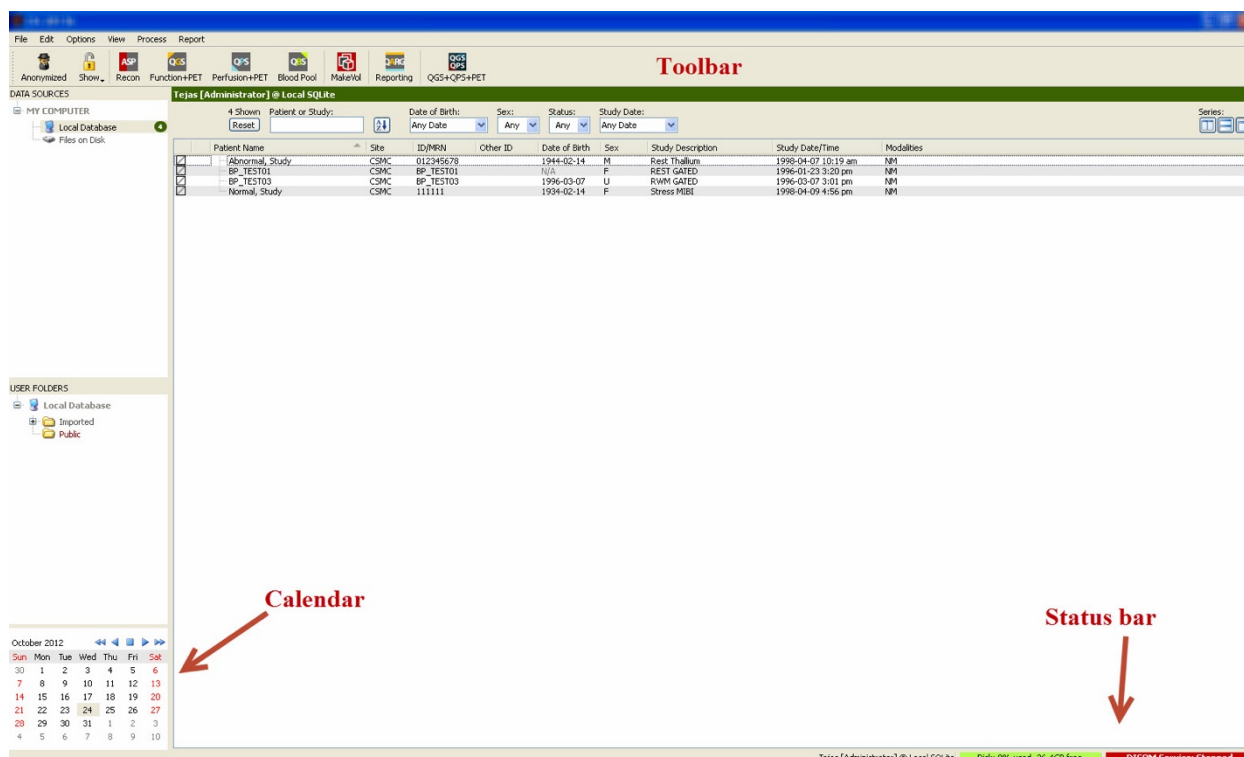 File Edit Options View Process Report
ASP QGS QPS QBS QARG QGS QPS
Anonymized Show Recon Function+PET Perfusion+PET Blood Pool MakeVol Reporting QGS+QPS+PET
Toolbar
DATA SOURCES
Tejas [Administrator] @ Local SQLite
MY COMPUTER
Local Database 4
Files on Disk
4 Shown Patient or Study: Date of Birth: Sex: Status: Study Date: Series:
Reset Any Date Any Any Any Date
Patient Name Site ID/MRN Other ID Date of Birth Sex Study Description Study Date/Time Modalities
Abnormal, Study CSMC 012345678 1944-02-14 M Rest Thallium 1998-04-07 10:19 am NM
BP_TEST01 CSMC BP_TEST01 N/A F REST GATED 1996-01-23 3:20 pm NM
BP_TEST03 CSMC BP_TEST03 1996-03-07 U RWM GATED 1996-03-07 3:01 pm NM
Normal, Study CSMC 111111 1934-02-14 F Stress MIBI 1998-04-09 4:56 pm NM
USER FOLDERS
Local Database
Imported
Public
Calendar
Status bar
October 2012
Sun Mon Tue Wed Thu Fri Sat
30 1 2 3 4 5 6
7 8 9 10 11 12 13
14 15 16 17 18 19 20
21 22 23 24 25 26 27
28 29 30 31 1 2 3
4 5 6 7 8 9 10
Tejas [Administrator] @ Local SQLite